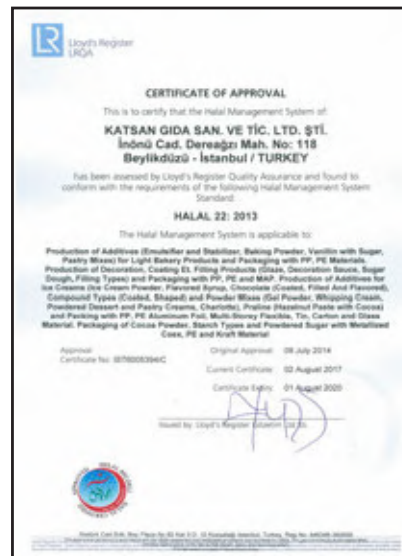 LR
Lloyd's Register
LRQA
CERTIFICATE OF APPROVAL
This is to certify that the Halal Management System of:
KATSAN GIDA SAN. VE TİC. LTD. ŞTİ.
İnönü Cad. Dereağzı Mah. No: 118
Beylikdüzü - İstanbul / TURKEY
has been assessed by Lloyd's Register Quality Assurance and found to
conform with the requirements of the following Halal Management System
Standard:
HALAL 22: 2013
The Halal Management System is applicable to:
Production of Additives (Emulsifier and Stabilizer, Baking Powder, Vanillin with Sugar,
Pastry Mixes) for Light Bakery Products and Packaging with PP, PE Materials.
Production of Decoration, Coating Et. Filling Products (Glaze, Decoration Sauce, Sugar
Dough, Filling Types) and Packaging with PP, PE and MAP. Production of Additives for
Ice Creams (Ice Cream Powder, Flavored Syrup, Chocolate (Coated, Filled And Flavored),
Compound Types (Coated, Shaped) and Powder Mixes (Gel Powder, Whipping Cream,
Powdered Dessert and Pastry Creams, Charlotte), Praline (Hazelnut Paste with Cocoa)
and Packing with PP, PE Aluminum Foil, Multi-Storey Flexible, Tin, Carton and Glass
Material. Packaging of Cocoa Powder, Starch Types and Powdered Sugar with Metallized
Coex, PE and Kraft Material
Approval
Certificate No:
Original Approval: 08 July 2014
Current Certificate: 02 August 2017
Certificate Expiry: 01 August 2020
Issued by: Lloyd's Register